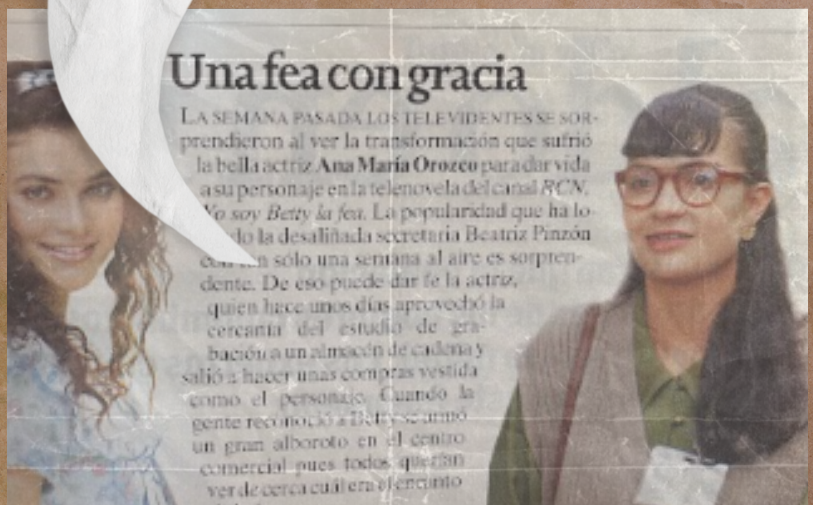 Una fea con gracia
LA SEMANA PASADA LOS TELEVIDENTES SE SOR-
prendieron al ver la transformación que sufrió
la bella actriz Ana María Orozco para dar vida
a su personaje en la telenovela del canal RCN,
Yo soy Betty la fea. La popularidad que ha lo-
do la desaliñada secretaria Beatriz Pinzón
con tan sólo una semana al aire es sorpren-
dente. De eso puede dar fe la actriz,
quien hace unos días aprovechó la
cercanía del estudio de gra-
bación a un almacén de cadena y
salió a hacer unas compras vestida
como el personaje. Cuando la
gente reconoció a Betty se armó
un gran alboroto en el centro
comercial pues todos querían
ver de cerca cuál era el encanto